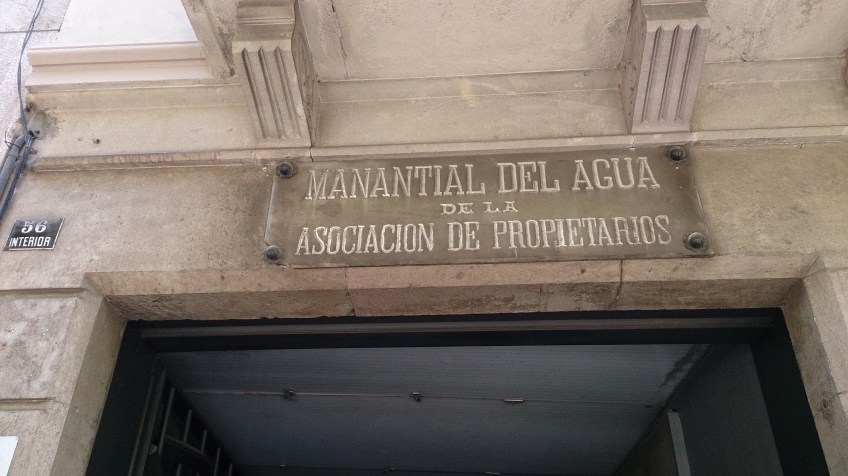 MANANTIAL DEL AGUA
DE LA
ASOCIACION DE PROPIETARIOS
56
INTERIOR